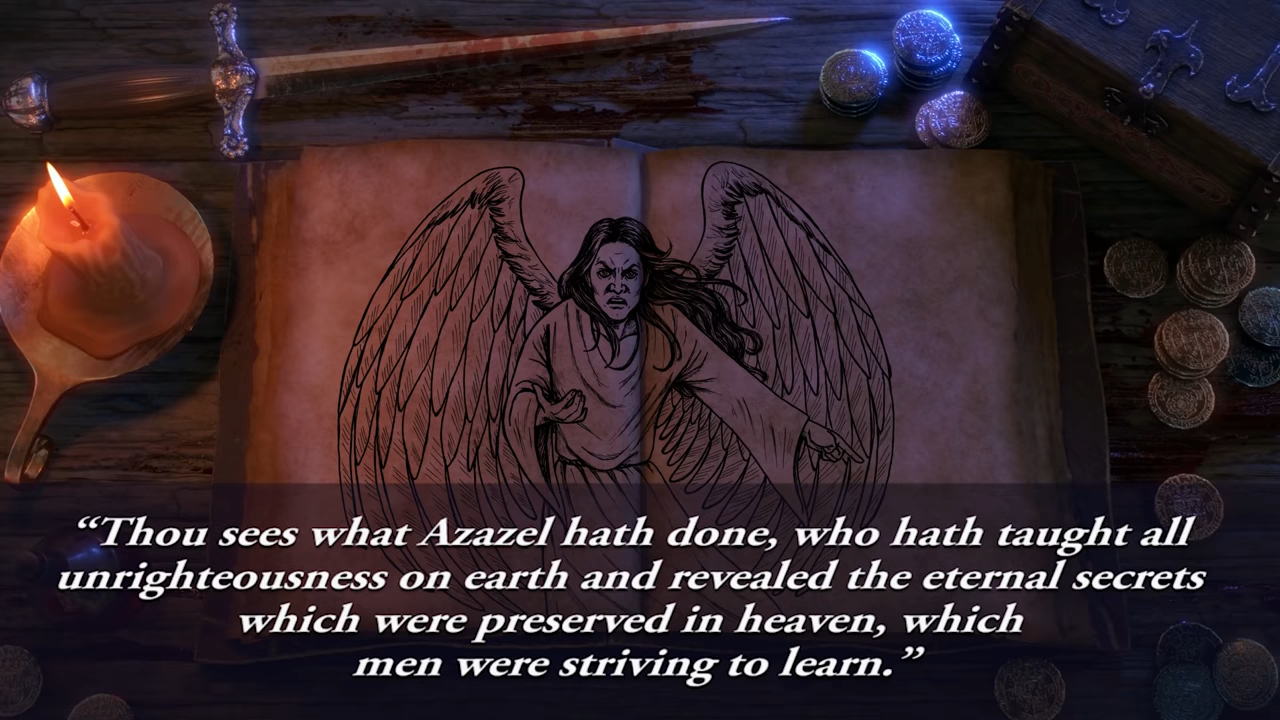 “Thou sees what Azazel hath done, who hath taught all
unrighteousness on earth and revealed the eternal secrets
which were preserved in heaven, which
men were striving to learn.”